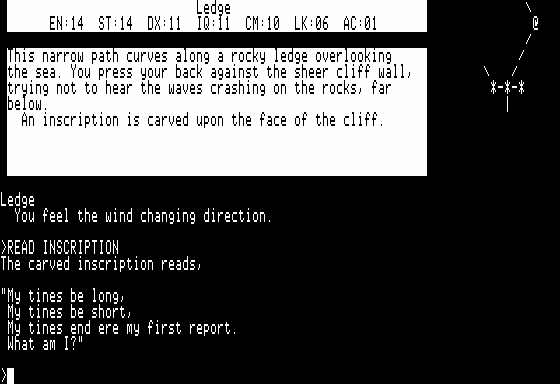 Ledge
EN:14 ST:14 DX:11 IQ:11 CM:10 LK:06 AC:01
This narrow path curves along a rocky ledge overlooking
the sea. You press your back against the sheer cliff wall,
trying not to hear the waves crashing on the rocks, far
below.
An inscription is carved upon the face of the cliff.
\
@
/
/
\ /
*-*-*
|
Ledge
You feel the wind changing direction.
>READ INSCRIPTION
The carved inscription reads,
"My tines be long,
My tines be short,
My tines end ere my first report.
What am I?"
>